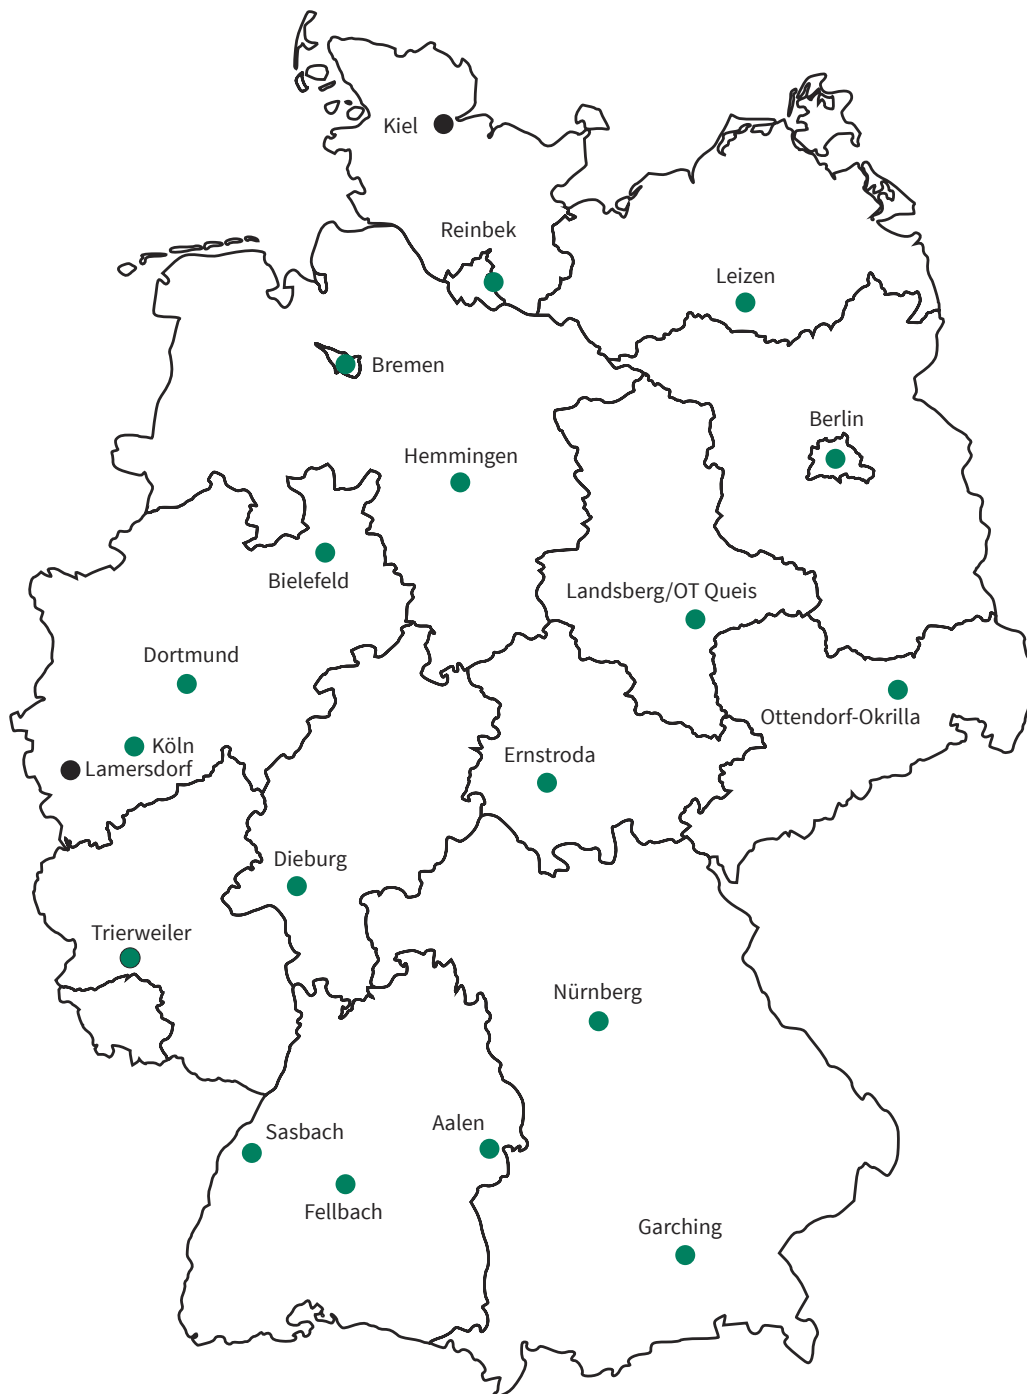 Kiel
Reinbek
Leizen
Bremen
Berlin
Hemmingen
Bielefeld
Landsberg/OT Queis
Dortmund
Ottendorf-Okrilla
Köln
Ernstroda
Lamersdorf
Dieburg
Trierweiler
Nürnberg
Aalen
Sasbach
Fellbach
Garching